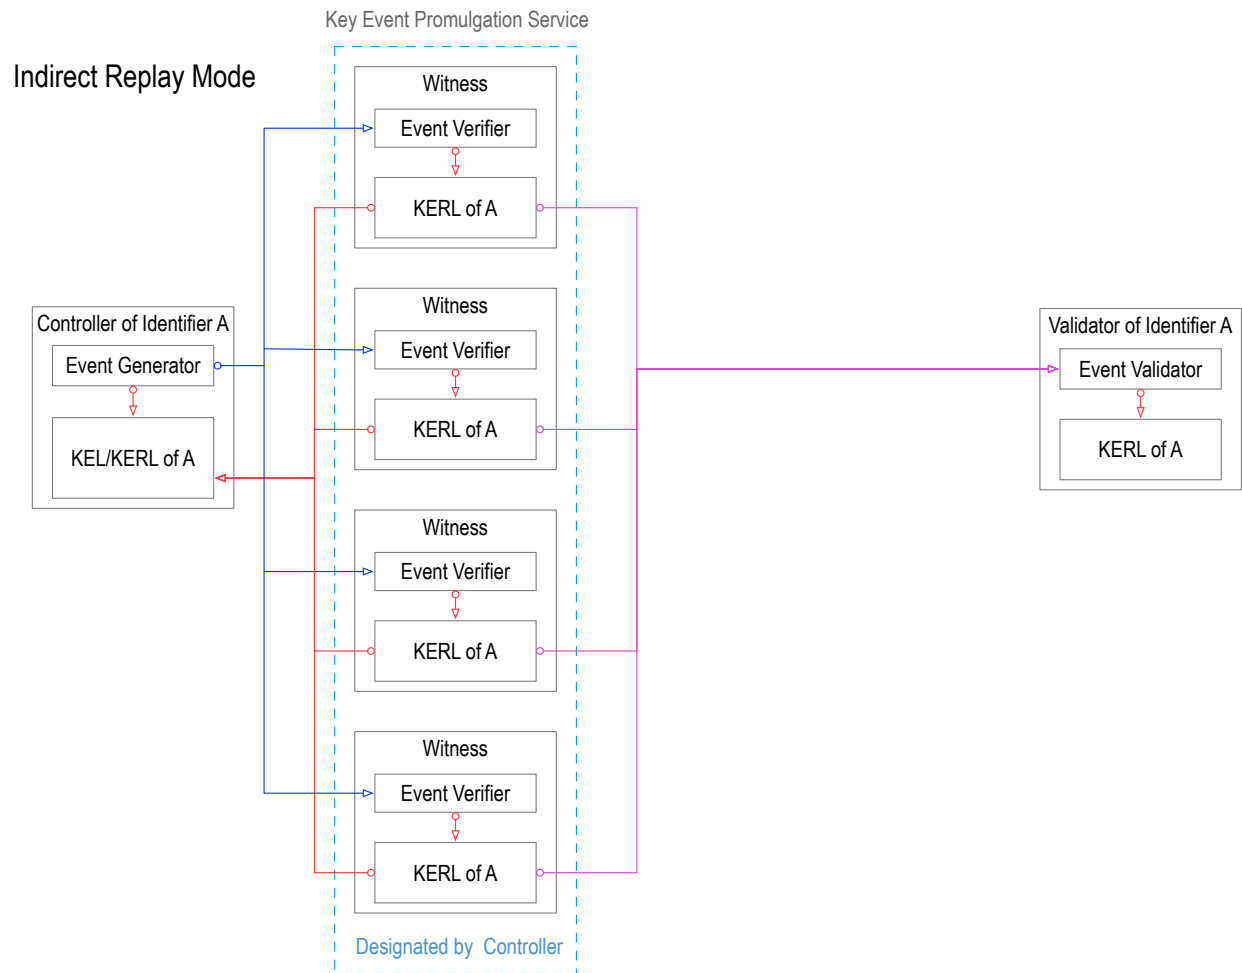 Key Event Promulgation Service
Indirect Replay Mode
Witness
Event Verifier
KERL of A
Witness
Event Verifier
KERL of A
Controller of Identifier A
Event Generator
KEL/KERL of A
Validator of Identifier A
Event Validator
KERL of A
Witness
Event Verifier
KERL of A
Witness
Event Verifier
KERL of A
Designated by  Controller